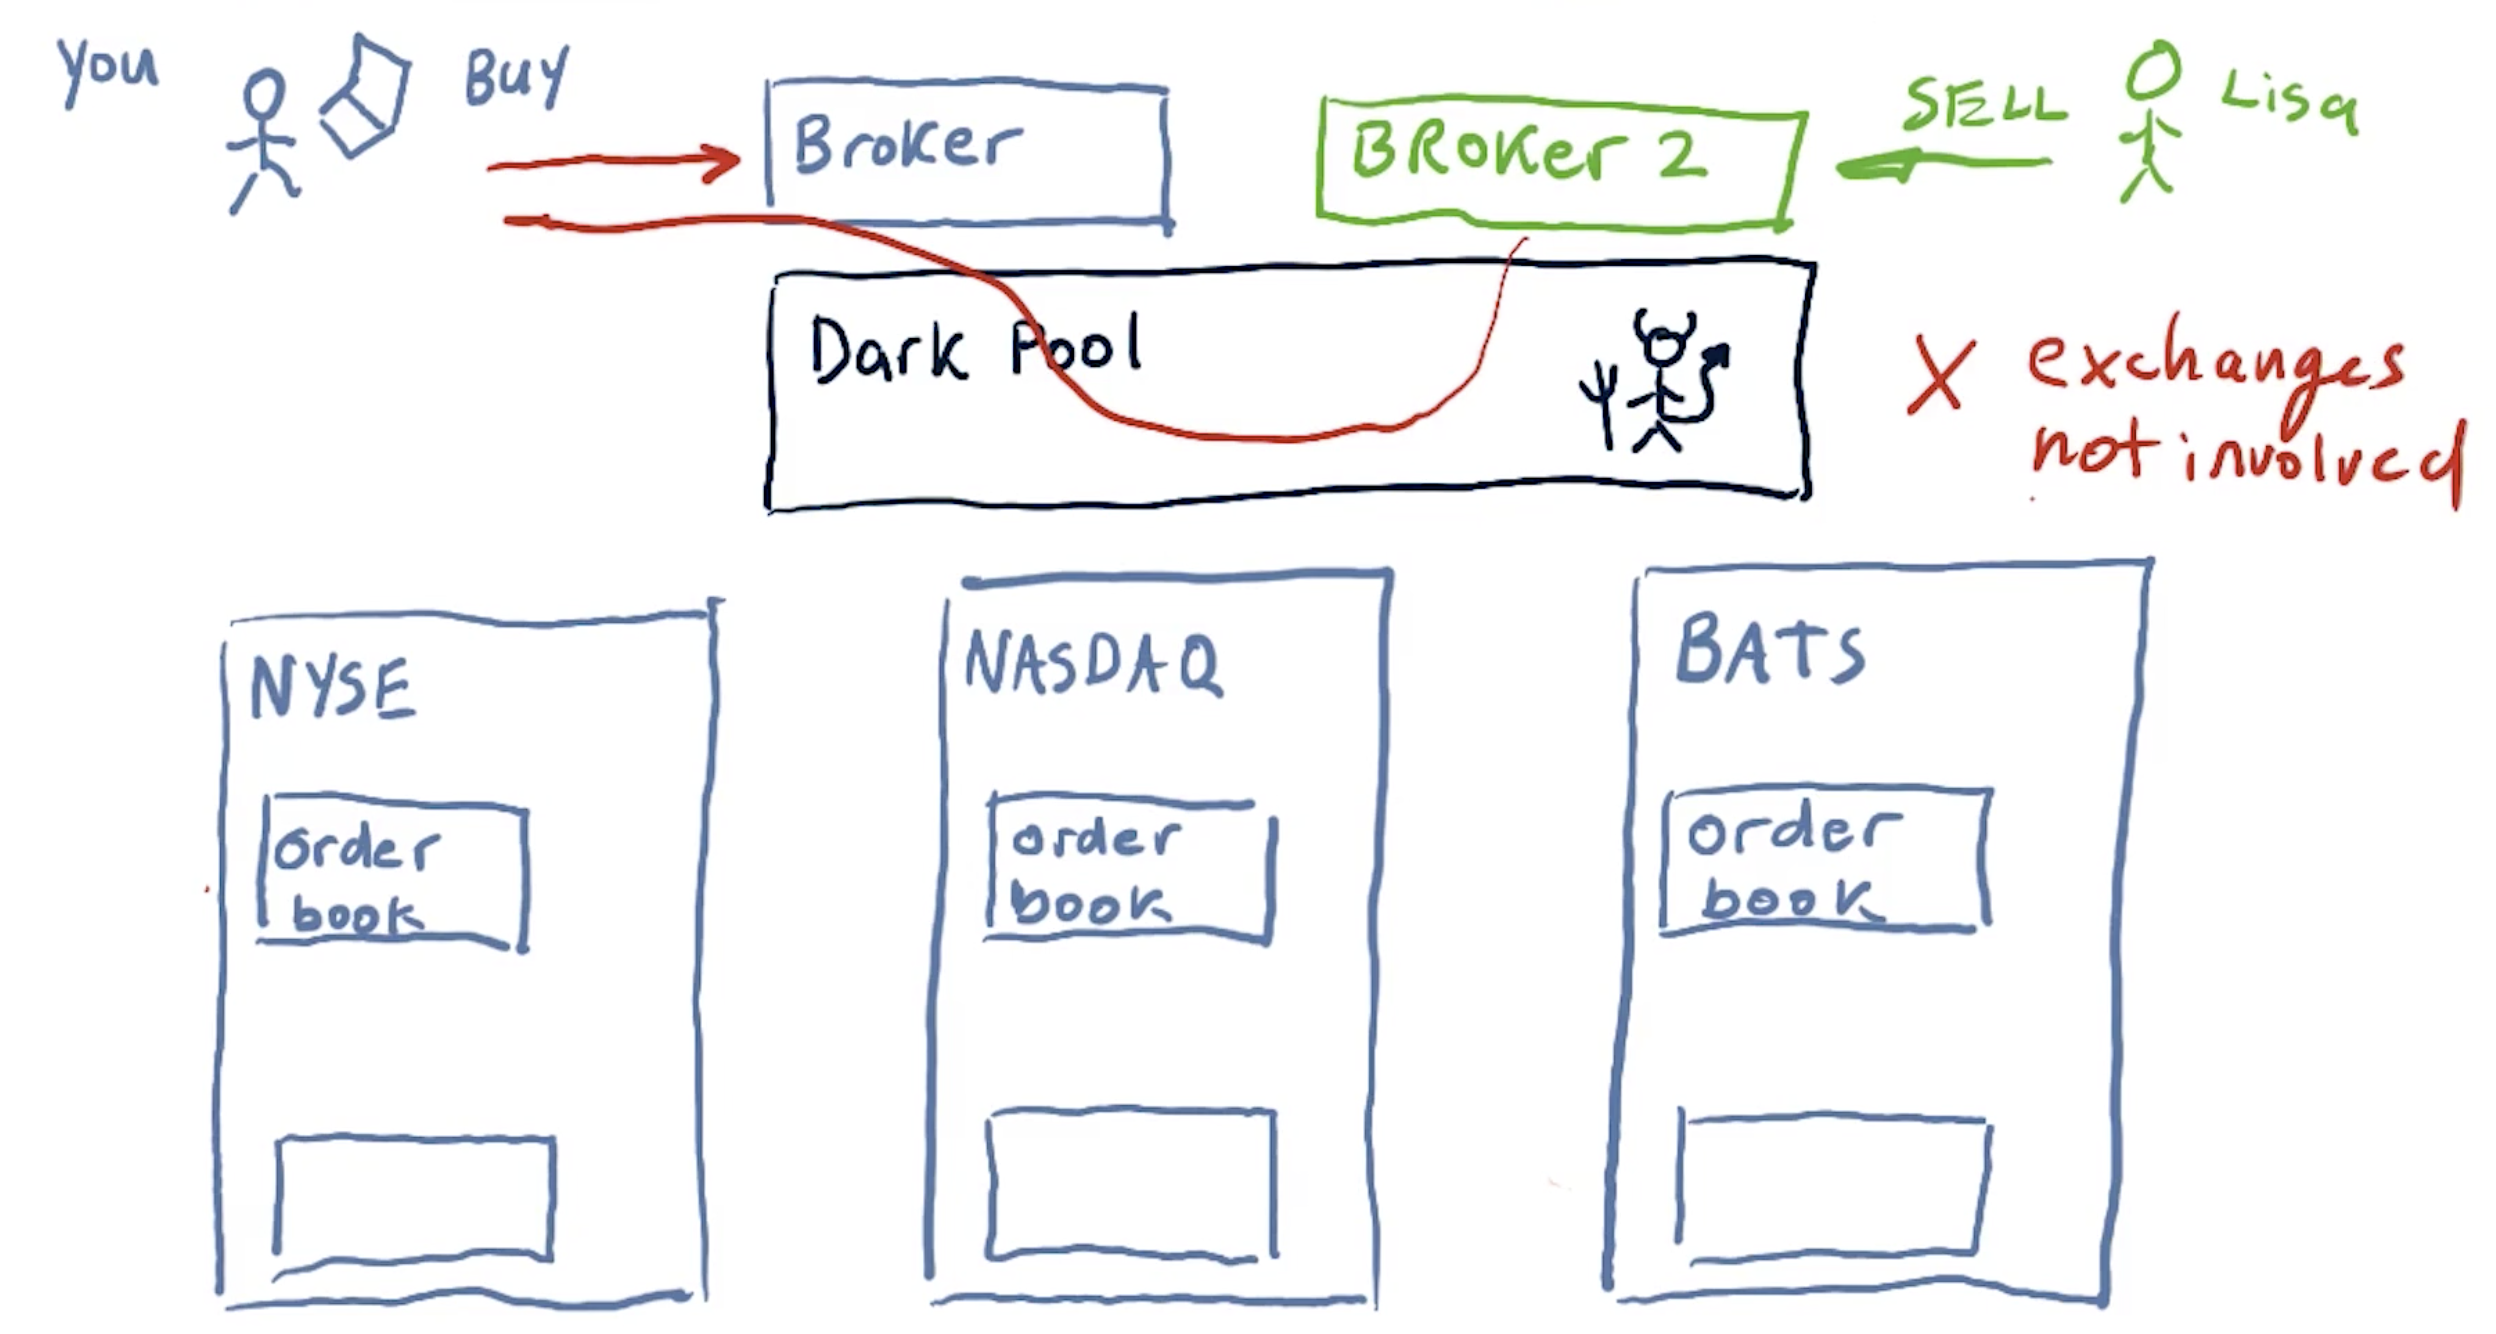 You
Buy
Broker
BROKer 2
SELL
Lisa
Dark Pool
X exchanges
not involved
NYSE
order
book
NASDAQ
order
book
BATS
order
book